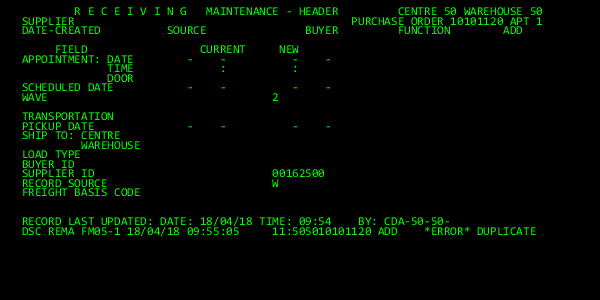 R E C E I V I N G   MAINTENANCE - HEADER   CENTRE 50 WAREHOUSE 50
SUPPLIER   PURCHASE ORDER 10101120 APT 1
DATE-CREATED   SOURCE   BUYER   FUNCTION   ADD
FIELD   CURRENT   NEW
APPOINTMENT: DATE   -   -   -   -
TIME   :   :
DOOR
SCHEDULED DATE   -   -   -   -
WAVE   2
TRANSPORTATION
PICKUP DATE   -   -   -   -
SHIP TO: CENTRE
WAREHOUSE
LOAD TYPE
BUYER ID
SUPPLIER ID   00162500
RECORD SOURCE   W
FREIGHT BASIS CODE
RECORD LAST UPDATED: DATE: 18/04/18 TIME: 09:54   BY: CDA-50-50-
DSC REMA FM05-1 18/04/18 09:55:05   11:505010101120 ADD   *ERROR* DUPLICATE